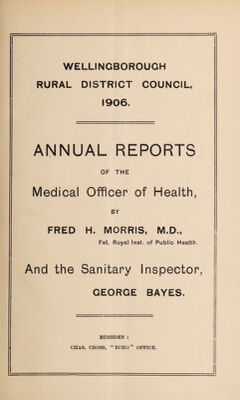 WELLINGBOROUGH
RURAL DISTRICT COUNCIL,
1906.
ANNUAL REPORTS
OF THE
Medical Officer of Health,
BY
FRED H. MORRIS, M.D.,
Fel. Royal Inst. of Public Health.
And the Sanitary Inspector,
GEORGE BAYES.
RUSHDEN :
CHAS. CROSS, "ECHO" OFFICE.